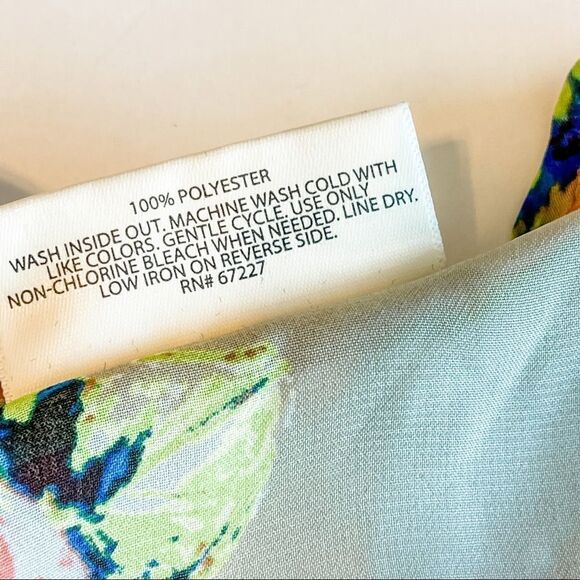 100% POLYESTER
WASH INSIDE OUT. MACHINE WASH COLD WITH
LIKE COLORS. GENTLE CYCLE. USE ONLY
NON-CHLORINE BLEACH WHEN NEEDED. LINE DRY.
LOW IRON ON REVERSE SIDE.
RN# 67227